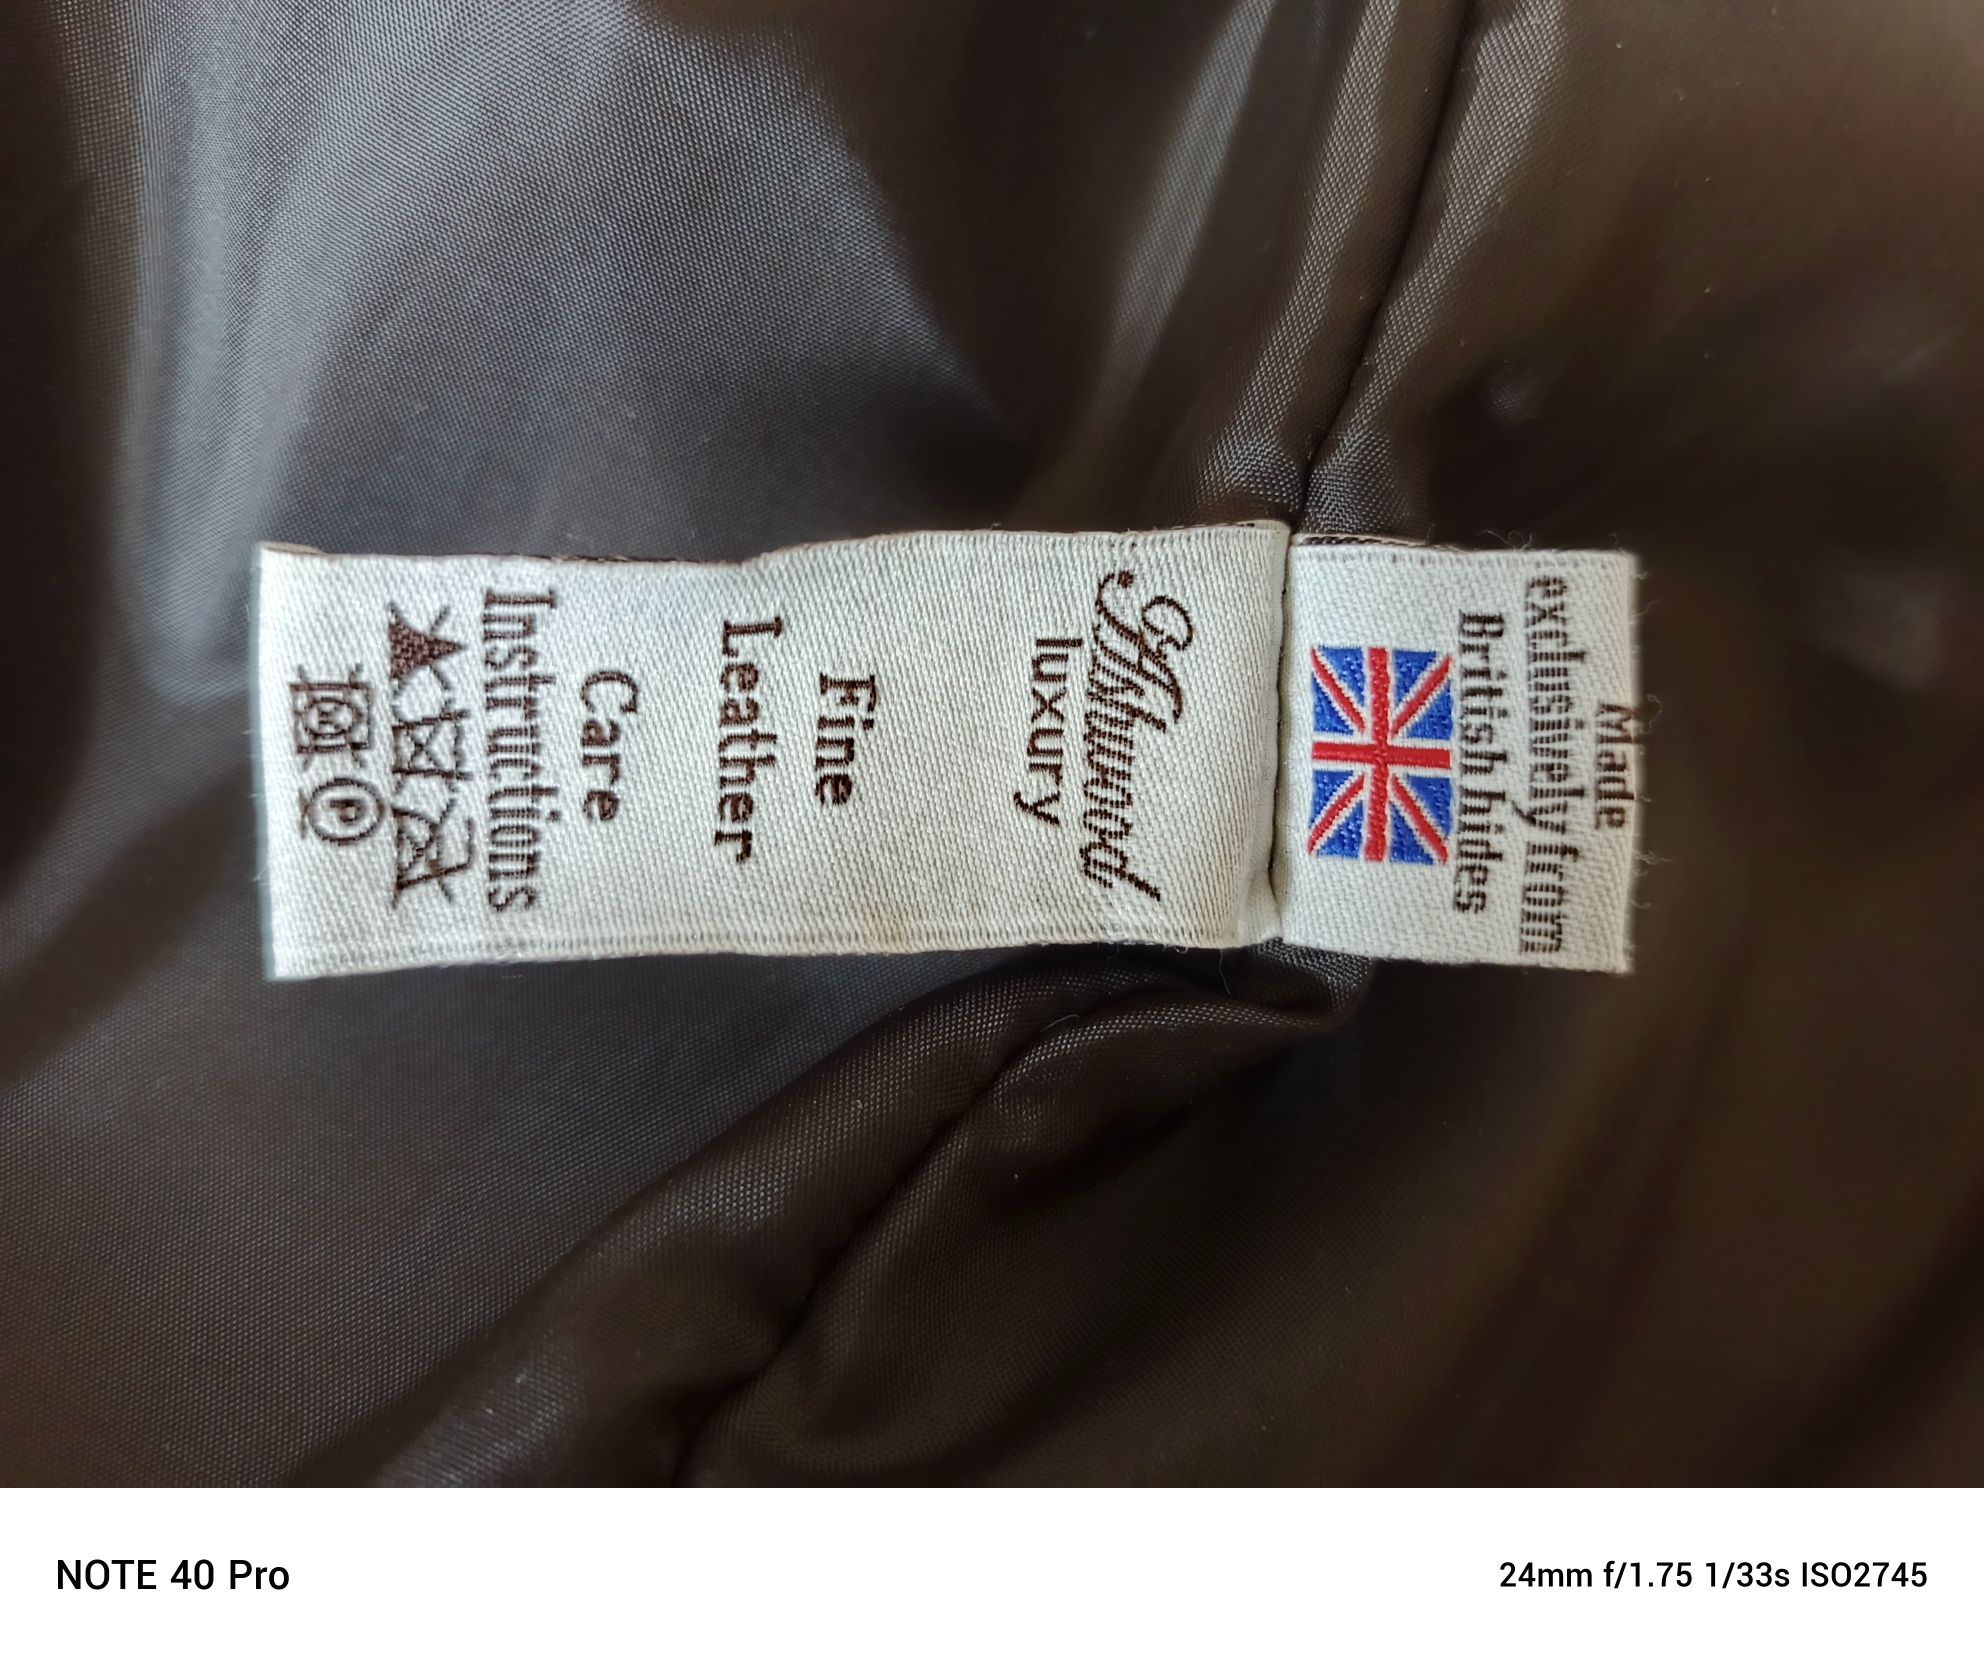 Made
exclusively from
British hides
Ashwood
luxury
Fine
Leather
Care
Instructions
P
NOTE 40 Pro
24mm f/1.75 1/33s ISO2745